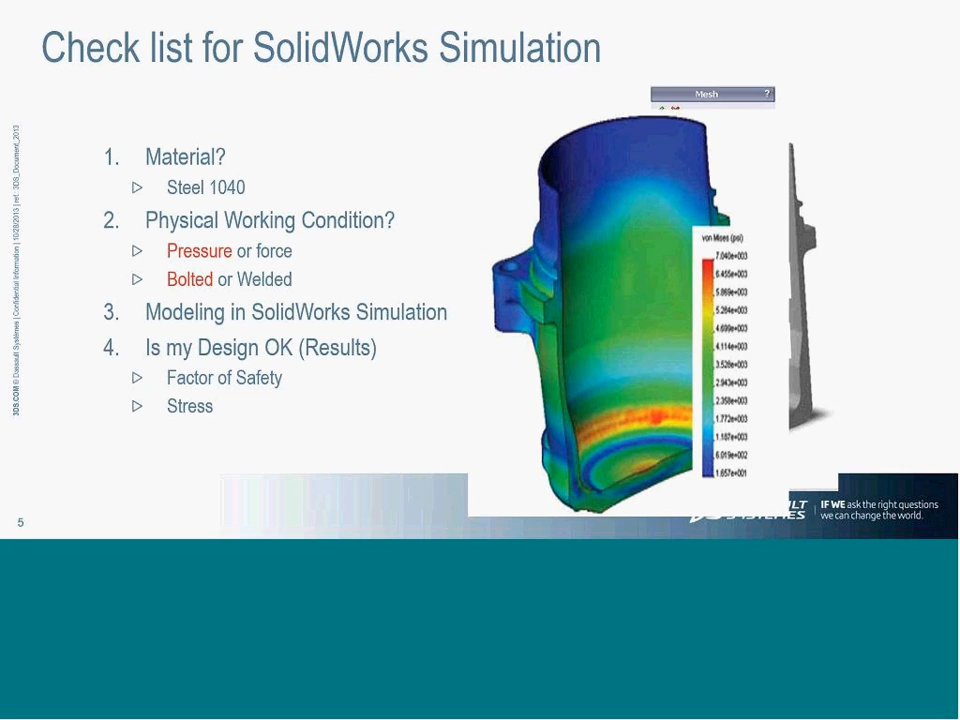 Check list for SolidWorks Simulation
Mesh ?
3DS.COM © Dassault Systèmes | Confidential Information | 10/28/2013 | ref.: 3DS_Document_2013
1. Material?
Steel 1040
2. Physical Working Condition?
Pressure or force
Bolted or Welded
3. Modeling in SolidWorks Simulation
4. Is my Design OK (Results)
Factor of Safety
Stress
von Mises (psi)
7.040e+003
6.455e+003
5.869e+003
5.284e+003
4.699e+003
4.114e+003
3.528e+003
2.943e+003
2.358e+003
1.772e+003
1.187e+003
6.019e+002
1.657e+001
IF WE ask the right questions
we can change the world.
5